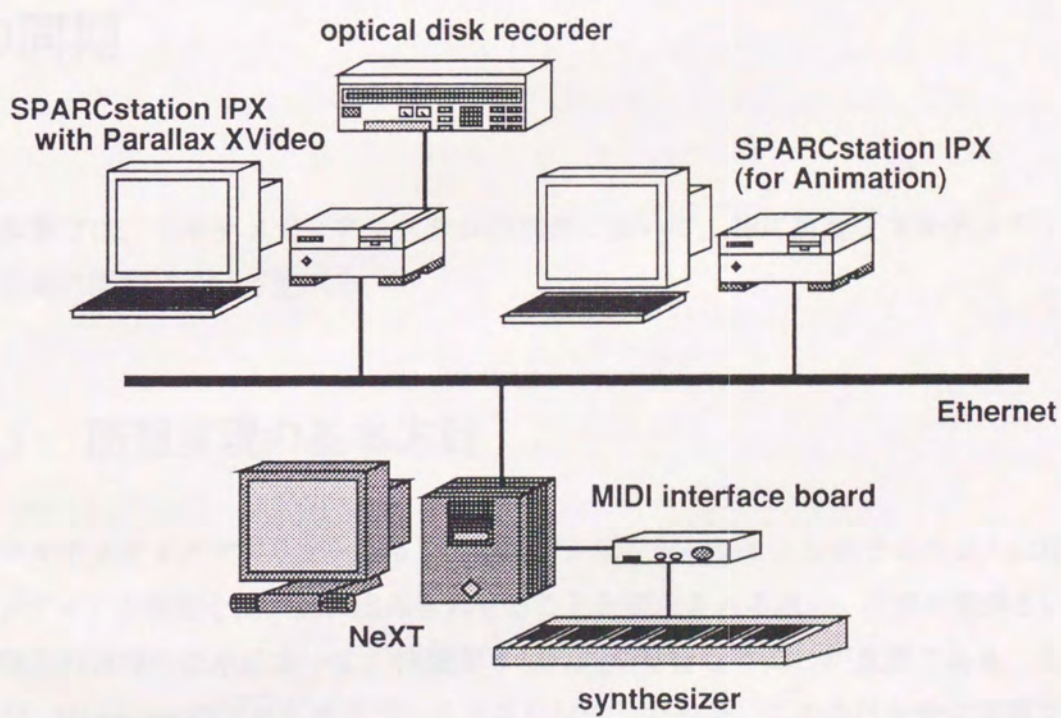 optical disk recorder
SPARCstation IPX
with Parallax XVideo
SPARCstation IPX
(for Animation)
Ethernet
MIDI interface board
NeXT
synthesizer